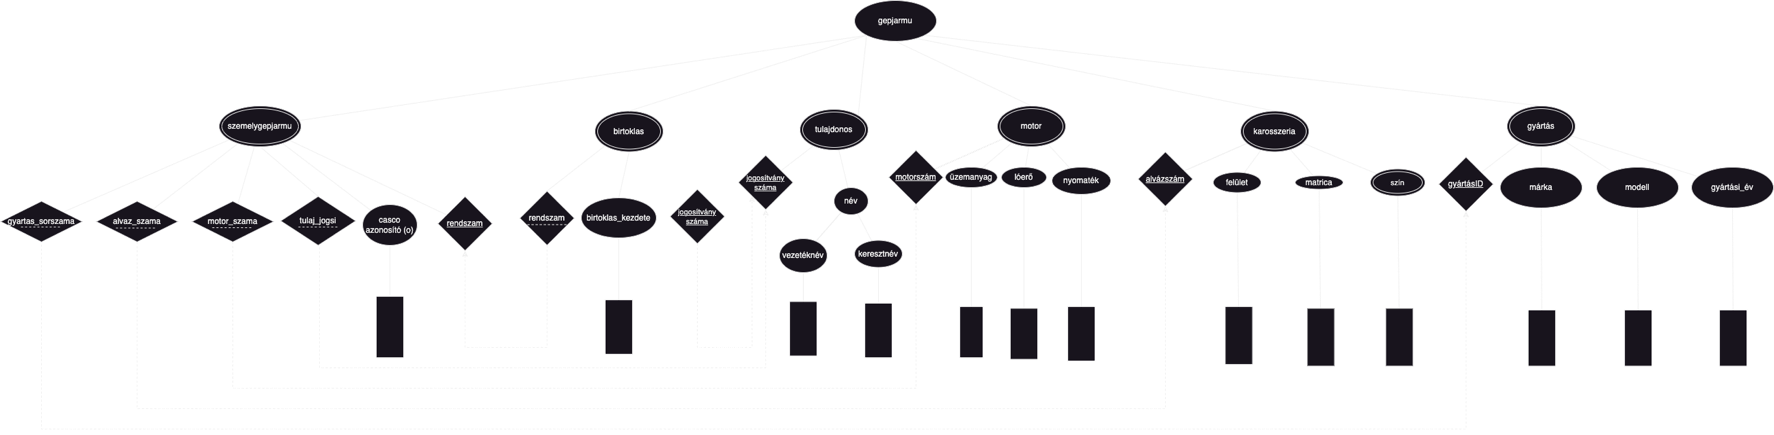 gepjarmu
szemelygepjarmu
birtoklas
tulajdonos
motor
karosszeria
gyártás
jogosítvány
száma
motorszám
üzemanyag
lóerő
nyomaték
alvázszám
felület
matrica
szín
gyártásID
márka
modell
gyártási_év
név
gyartas_sorszama
alvaz_szama
motor_szama
tulaj_jogsi
casco
azonosító (o)
rendszam
rendszam
birtoklas_kezdete
jogosítvány
száma
vezetéknév
keresztnév